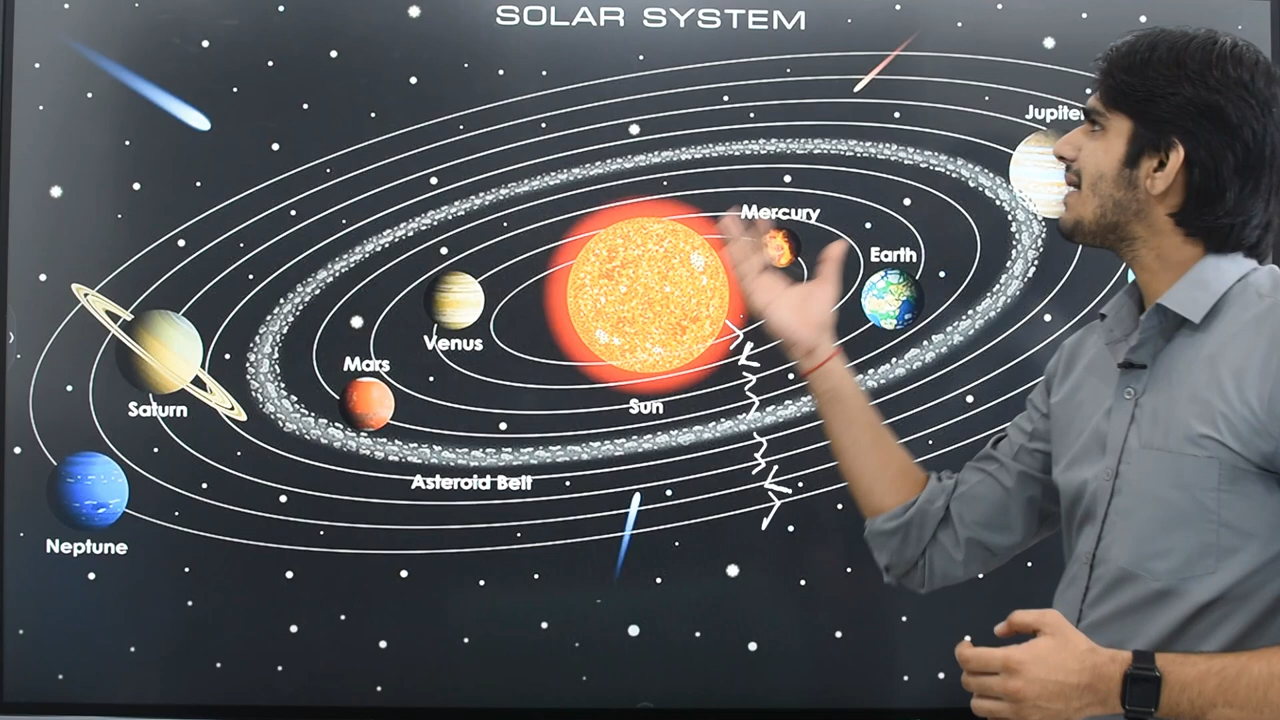 SOLAR SYSTEM
Jupiter
Mercury
Earth
Venus
Mars
Sun
Saturn
Asteroid Belt
Neptune